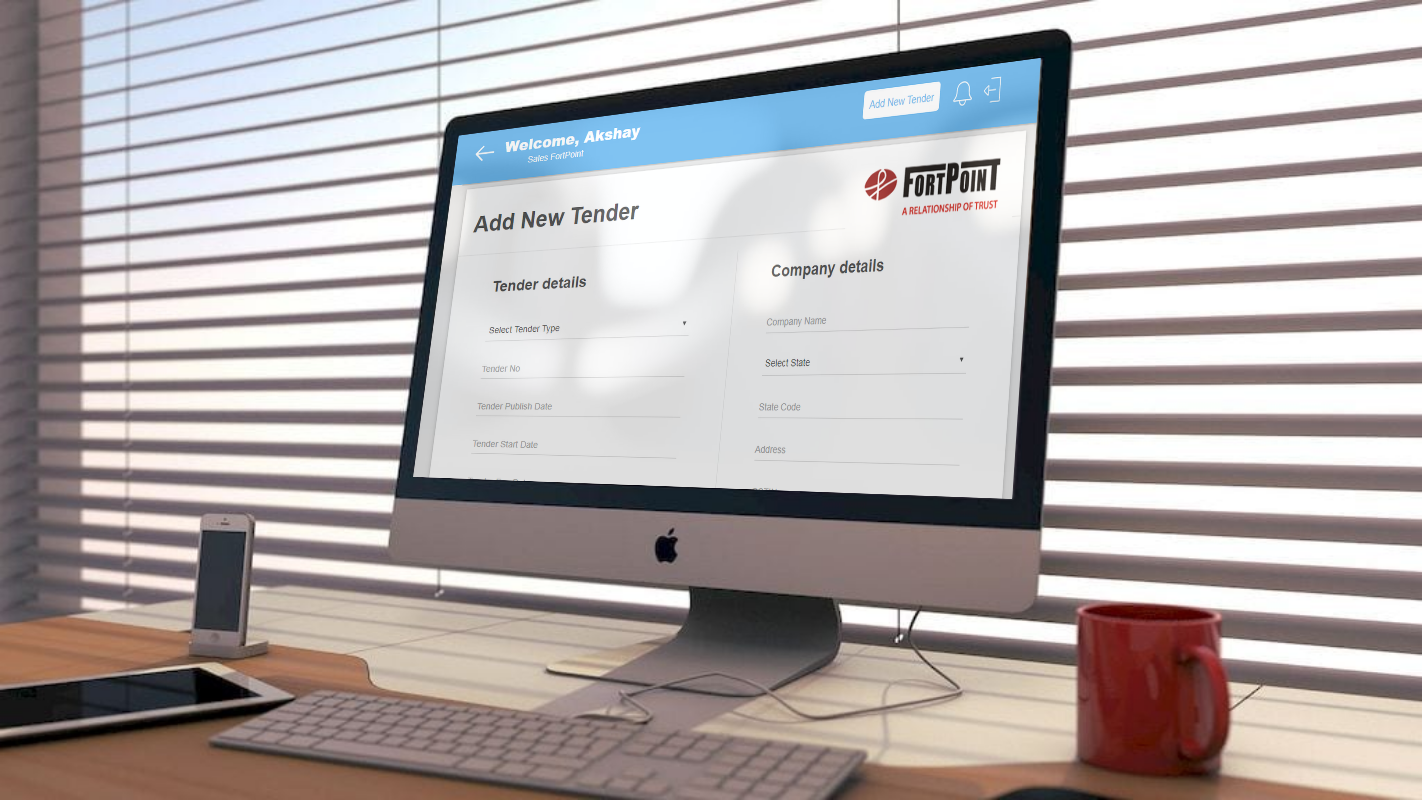 Welcome, Akshay
Sales FortPoint
Add New Tender
FORTPOINT
A RELATIONSHIP OF TRUST
Add New Tender
Tender details
Select Tender Type
Tender No
Tender Publish Date
Tender Start Date
Company details
Company Name
Select State
State Code
Address